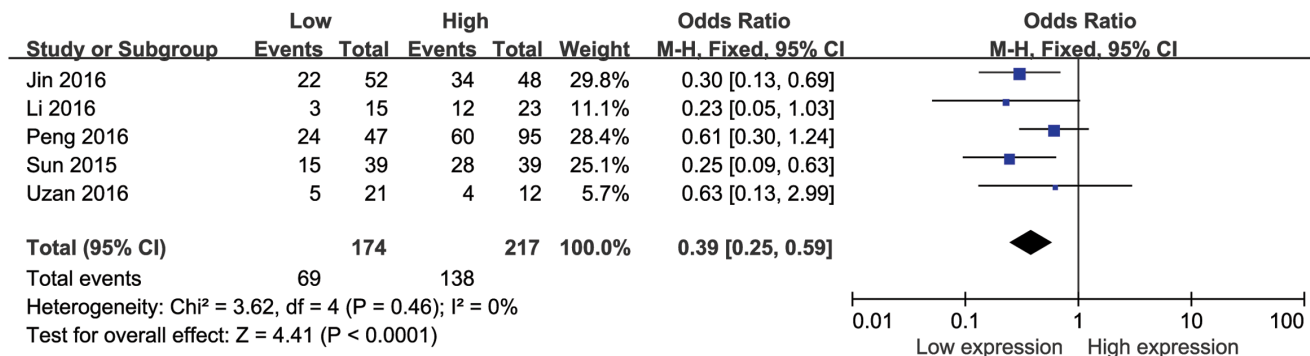 Low High Odds Ratio Odds Ratio
Study or Subgroup Events Total Events Total Weight M-H, Fixed, 95% CI M-H, Fixed, 95% CI
Jin 2016 22 52 34 48 29.8% 0.30 [0.13, 0.69]
Li 2016 3 15 12 23 11.1% 0.23 [0.05, 1.03]
Peng 2016 24 47 60 95 28.4% 0.61 [0.30, 1.24]
Sun 2015 15 39 28 39 25.1% 0.25 [0.09, 0.63]
Uzan 2016 5 21 4 12 5.7% 0.63 [0.13, 2.99]
Total (95% CI) 174 217 100.0% 0.39 [0.25, 0.59]
Total events 69 138
Heterogeneity: Chi² = 3.62, df = 4 (P = 0.46); I² = 0%
Test for overall effect: Z = 4.41 (P < 0.0001)
0.01 0.1 1 10 100
Low expression High expression